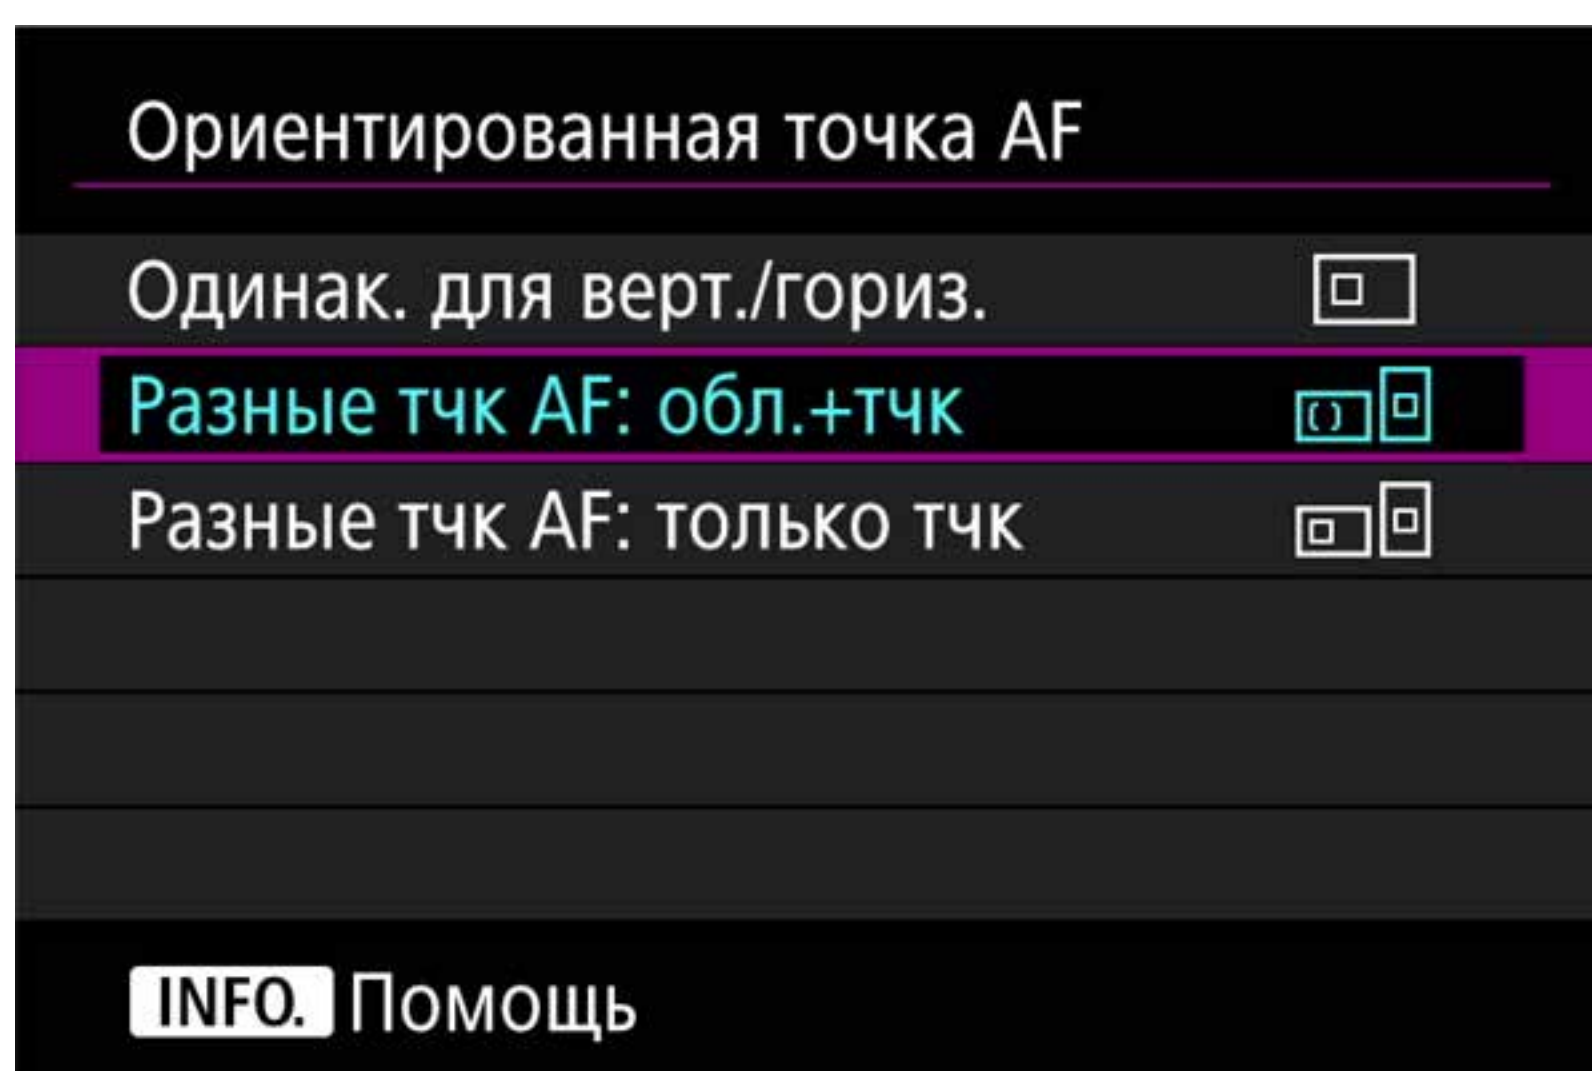 Ориентированная точка AF
Одинак. для верт./гориз.
Разные тчк AF: обл.+тчк
Разные тчк AF: только тчк
INFO. Помощь